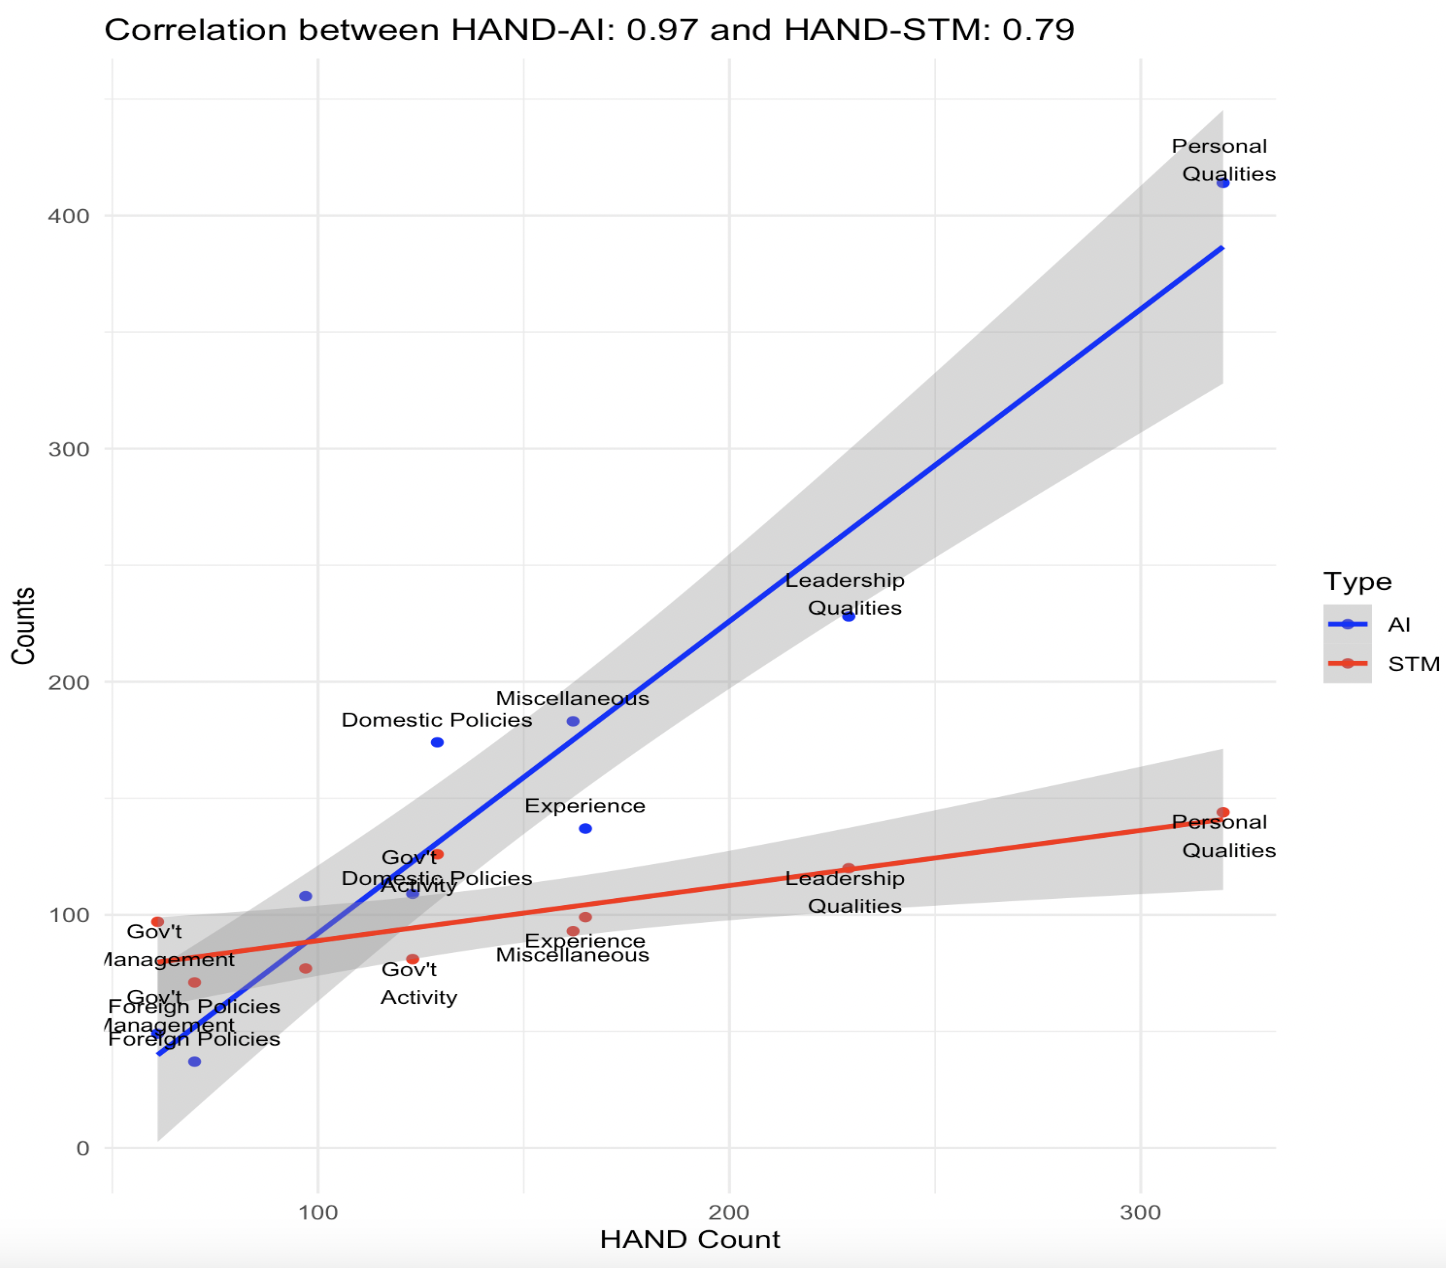 Correlation between HAND-AI: 0.97 and HAND-STM: 0.79
Personal
Qualities
400
300
Leadership
Qualities
Counts
Type
AI
STM
200
Miscellaneous
Domestic Policies
Experience
Personal
Qualities
Gov't
Activity
Domestic Policies
Leadership
Qualities
100
Gov't
Management
Experience
Miscellaneous
Gov't
Activity
Gov't
Management
Foreign Policies
Foreign Policies
0
100
200
300
HAND Count